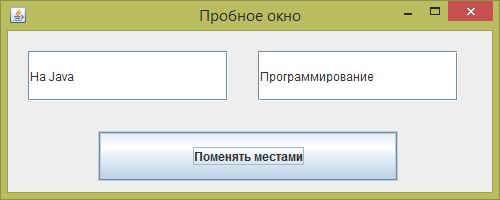 Пробное окно
На Java
Программирование
Поменять местами